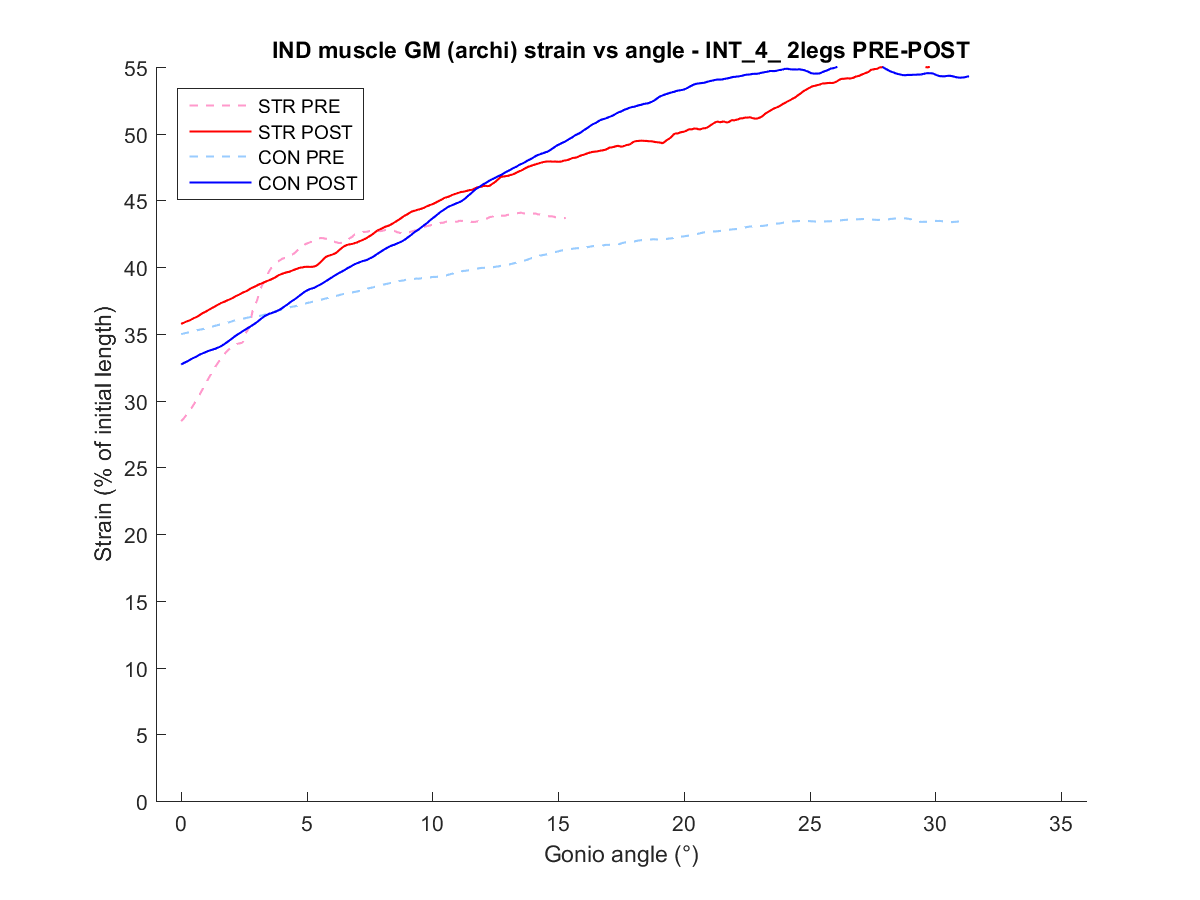 IND muscle GM (archi) strain vs angle - INT_4_ 2legs PRE-POST
55
50
45
40
35
30
25
20
15
10
5
0
STR PRE
STR POST
CON PRE
CON POST
Strain (% of initial length)
0 5 10 15 20 25 30 35
Gonio angle (°)